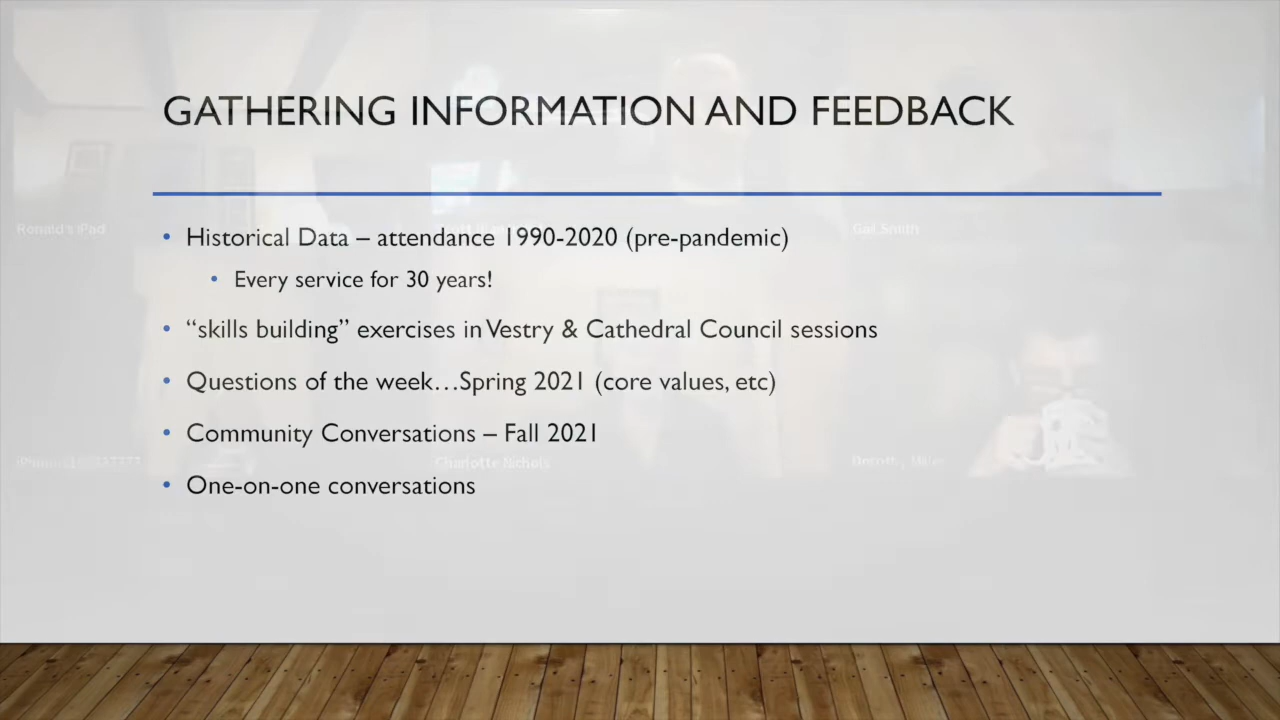 GATHERING INFORMATION AND FEEDBACK
Ronald's iPad
Gail Smith
• Historical Data – attendance 1990-2020 (pre-pandemic)
• Every service for 30 years!
• “skills building” exercises in Vestry & Cathedral Council sessions
• Questions of the week…Spring 2021 (core values, etc)
• Community Conversations – Fall 2021
Charlotte Nichols
• One-on-one conversations